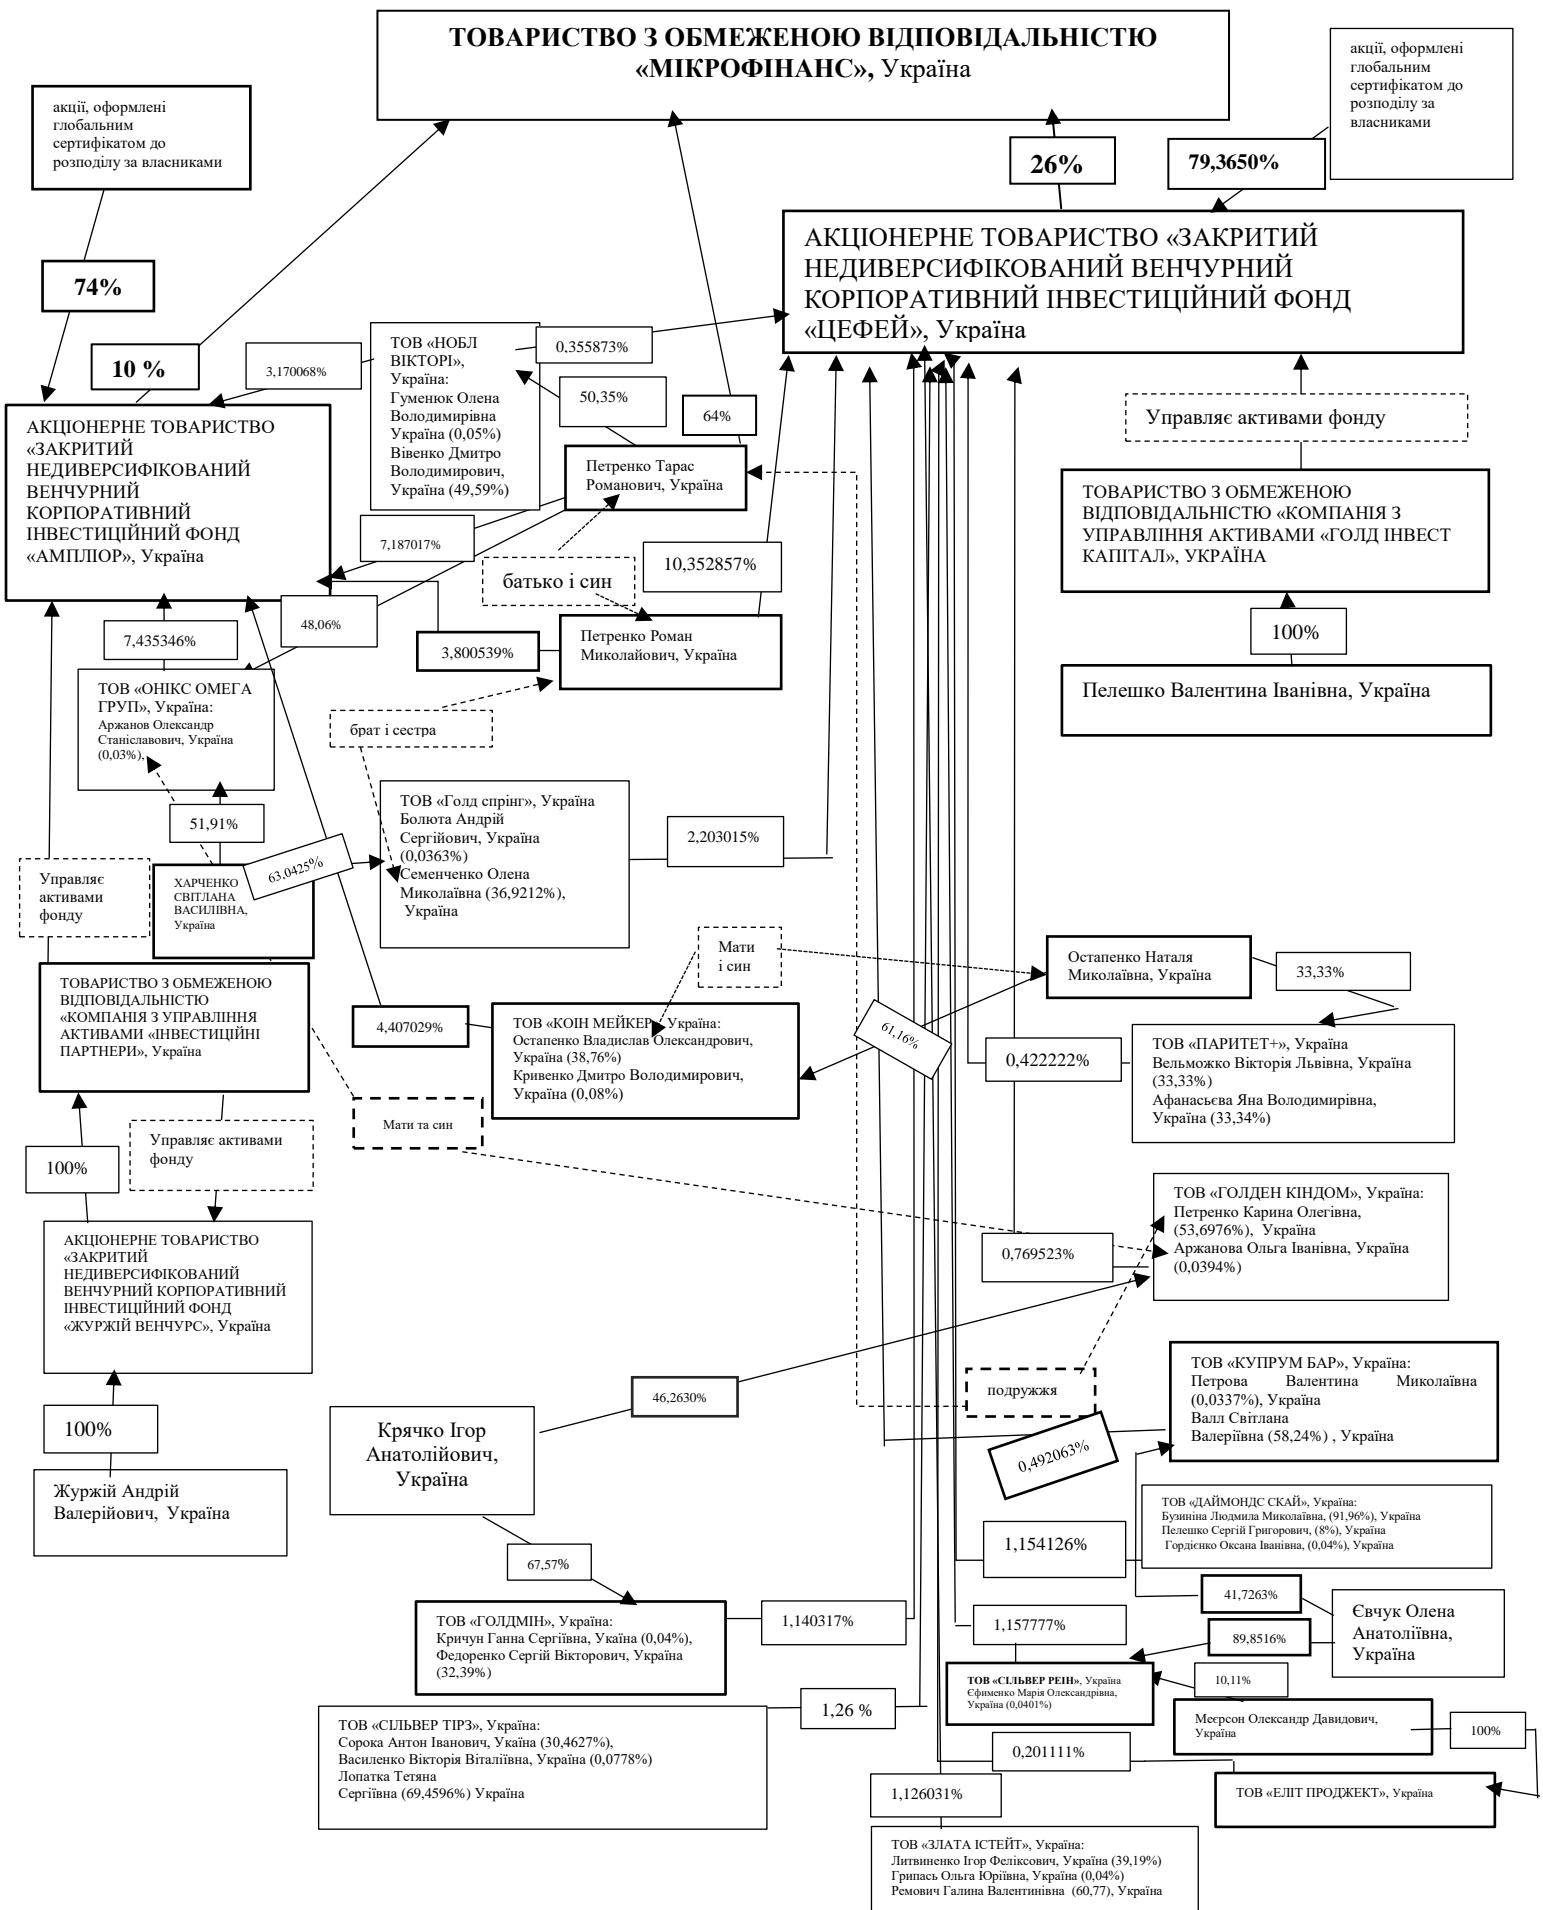 ТОВАРИСТВО З ОБМЕЖЕНОЮ ВІДПОВІДАЛЬНІСТЮ
«МІКРОФІНАНС», Україна
акції, оформлені
глобальним
сертифікатом до
розподілу за
власниками
акції, оформлені
глобальним
сертифікатом до
розподілу за власниками
26%
79,3650%
АКЦІОНЕРНЕ ТОВАРИСТВО «ЗАКРИТИЙ
НЕДИВЕРСИФІКОВАНИЙ ВЕНЧУРНИЙ
КОРПОРАТИВНИЙ ІНВЕСТИЦІЙНИЙ ФОНД
«ЦЕФЕЙ», Україна
74%
10 %
3,170068%
ТОВ «НОБЛ
ВІКТОРІ»,
Україна:
Гуменюк Олена
Володимирівна
Україна (0,05%)
Вівенко Дмитро
Володимирович,
Україна (49,59%)
0,355873%
50,35%
64%
Управляє активами фонду
АКЦІОНЕРНЕ ТОВАРИСТВО
«ЗАКРИТИЙ
НЕДИВЕРСИФІКОВАНИЙ
ВЕНЧУРНИЙ
КОРПОРАТИВНИЙ
ІНВЕСТИЦІЙНИЙ ФОНД
«АМПЛІОР», Україна
Петренко Тарас
Романович, Україна
ТОВАРИСТВО З ОБМЕЖЕНОЮ
ВІДПОВІДАЛЬНІСТЮ «КОМПАНІЯ З
УПРАВЛІННЯ АКТИВАМИ «ГОЛД ІНВЕСТ
КАПІТАЛ», УКРАЇНА
7,187017%
10,352857%
батько і син
48,06%
7,435346%
3,800539%
Петренко Роман
Миколайович, Україна
100%
Пелешко Валентина Іванівна, Україна
ТОВ «ОНІКС ОМЕГА
ГРУП», Україна:
Аржанов Олександр
Станіславович, Україна
(0,03%),
брат і сестра
51,91%
63,0425%
ТОВ «Голд спрінг», Україна
Болюта Андрій
Сергійович, Україна
(0,0363%)
Семенченко Олена
Миколаївна (36,9212%),
Україна
2,203015%
Управляє
активами
фонду
ХАРЧЕНКО
СВІТЛАНА
ВАСИЛІВНА,
Україна
Мати
і син
Остапенко Наталя
Миколаївна, Україна
33,33%
ТОВАРИСТВО З ОБМЕЖЕНОЮ
ВІДПОВІДАЛЬНІСТЮ
«КОМПАНІЯ З УПРАВЛІННЯ
АКТИВАМИ «ІНВЕСТИЦІЙНІ
ПАРТНЕРИ», Україна
4,407029%
ТОВ «КОІН МЕЙКЕР», Україна:
Остапенко Владислав Олександрович,
Україна (38,76%)
Кривенко Дмитро Володимирович,
Україна (0,08%)
61,16%
0,422222%
ТОВ «ПАРИТЕТ+», Україна
Вельможко Вікторія Львівна, Україна
(33,33%)
Афанасьєва Яна Володимирівна,
Україна (33,34%)
Мати та син
100%
Управляє активами
фонду
АКЦІОНЕРНЕ ТОВАРИСТВО
«ЗАКРИТИЙ
НЕДИВЕРСИФІКОВАНИЙ
ВЕНЧУРНИЙ КОРПОРАТИВНИЙ
ІНВЕСТИЦІЙНИЙ ФОНД
«ЖУРЖІЙ ВЕНЧУРС», Україна
0,769523%
ТОВ «ГОЛДЕН КІНДОМ», Україна:
Петренко Карина Олегівна,
(53,6976%), Україна
Аржанова Ольга Іванівна, Україна
(0,0394%)
46,2630%
подружжя
ТОВ «КУПРУМ БАР», Україна:
Петрова Валентина Миколаївна
(0,0337%), Україна
Валл Світлана
Валеріївна (58,24%) , Україна
100%
Крячко Ігор
Анатолійович,
Україна
0,492063%
Журжій Андрій
Валерійович, Україна
ТОВ «ДАЙМОНДС СКАЙ», Україна:
Бузиніна Людмила Миколаївна, (91,96%), Україна
Пелешко Сергій Григорович, (8%), Україна
Гордієнко Оксана Іванівна, (0,04%), Україна
1,154126%
67,57%
41,7263%
Євчук Олена
Анатоліївна,
Україна
ТОВ «ГОЛДМІН», Україна:
Кричун Ганна Сергіївна, Укаїна (0,04%),
Федоренко Сергій Вікторович, Україна
(32,39%)
1,140317%
1,157777%
89,8516%
ТОВ «СІЛЬВЕР РЕІН», Україна
Єфименко Марія Олександрівна,
Україна (0,0401%)
10,11%
1,26 %
Меєрсон Олександр Давидович,
Україна
100%
ТОВ «СІЛЬВЕР ТІРЗ», Україна:
Сорока Антон Іванович, Укаїна (30,4627%),
Василенко Вікторія Віталіївна, Україна (0,0778%)
Лопатка Тетяна
Сергіївна (69,4596%) Україна
0,201111%
1,126031%
ТОВ «ЕЛІТ ПРОДЖЕКТ», Україна
ТОВ «ЗЛАТА ІСТЕЙТ», Україна:
Литвиненко Ігор Феліксович, Україна (39,19%)
Грипась Ольга Юріївна, Україна (0,04%)
Ремович Галина Валентинівна (60,77), Україна